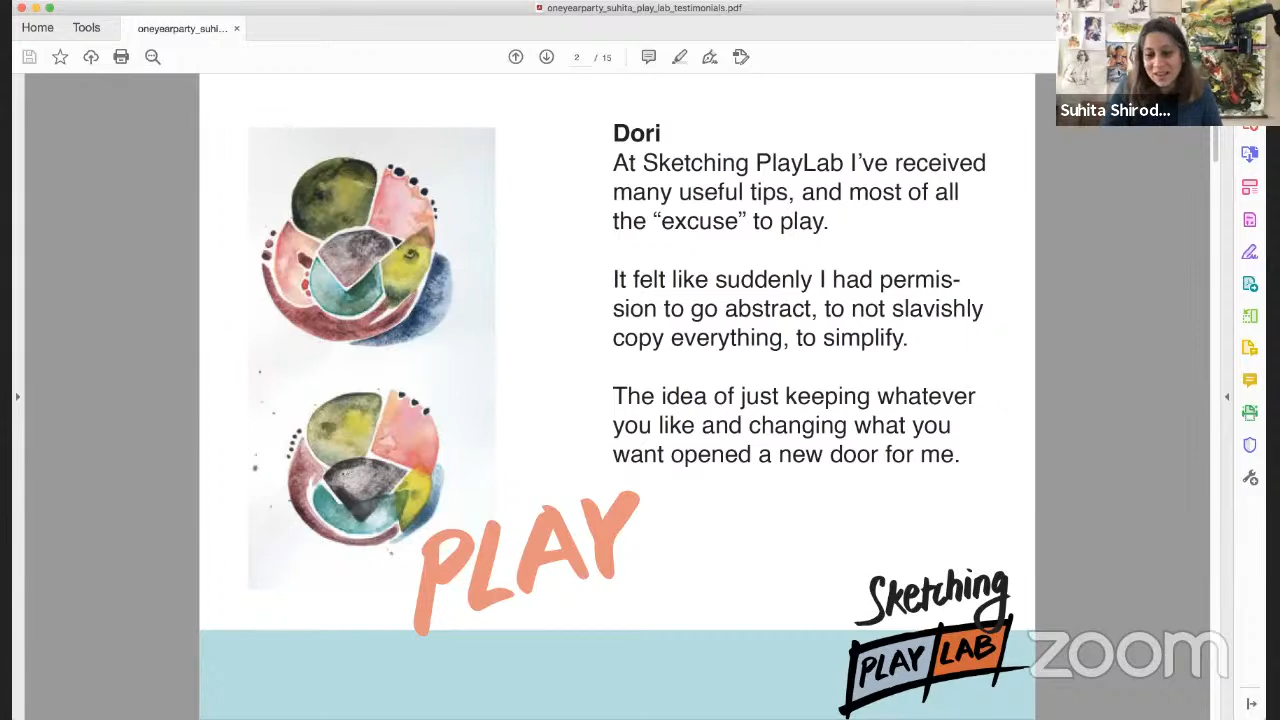 oneyearparty_suhita_play_lab_testimonials.pdf
Home
Tools
oneyearparty_suhi...
2 / 15
Suhita Shirod...
Dori
At Sketching PlayLab I’ve received
many useful tips, and most of all
the “excuse” to play.
It felt like suddenly I had permis-
sion to go abstract, to not slavishly
copy everything, to simplify.
The idea of just keeping whatever
you like and changing what you
want opened a new door for me.
PLAY
Sketching
PLAY LAB
zoom